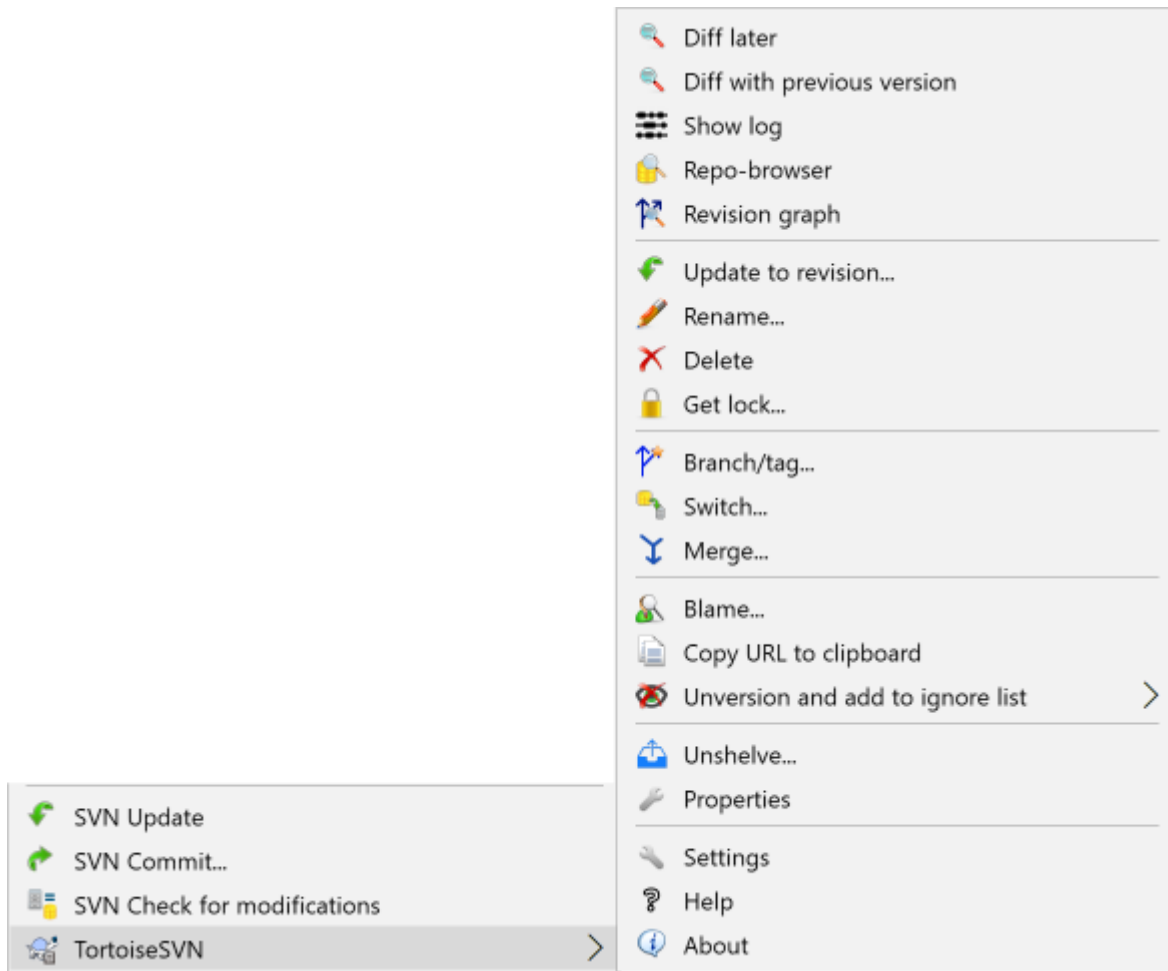 Diff later
Diff with previous version
Show log
Repo-browser
Revision graph
Update to revision...
Rename...
Delete
Get lock...
Branch/tag...
Switch...
Merge...
Blame...
Copy URL to clipboard
Unversion and add to ignore list
Unshelve...
Properties
Settings
Help
About
SVN Update
SVN Commit...
SVN Check for modifications
TortoiseSVN